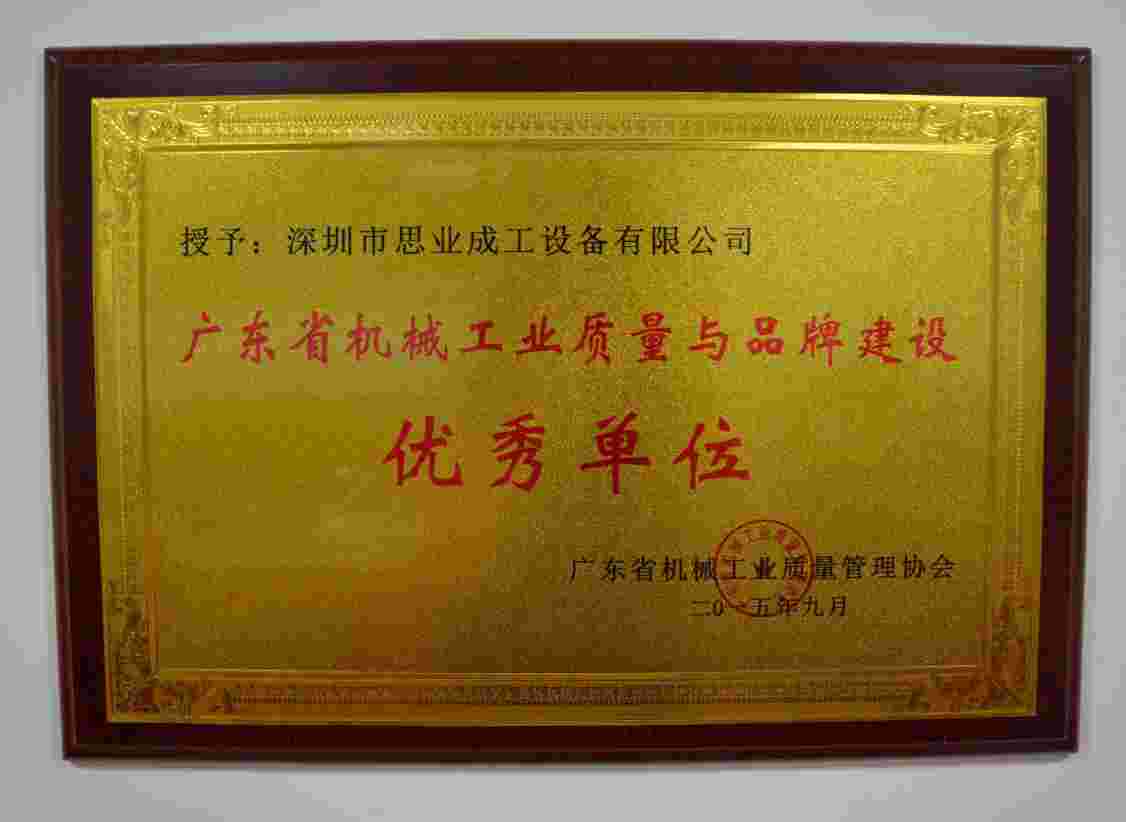 授予：深圳市思业成工设备有限公司
广东省机械工业质量与品牌建设
优秀单位
广东省机械工业质量管理协会
二0一五年九月